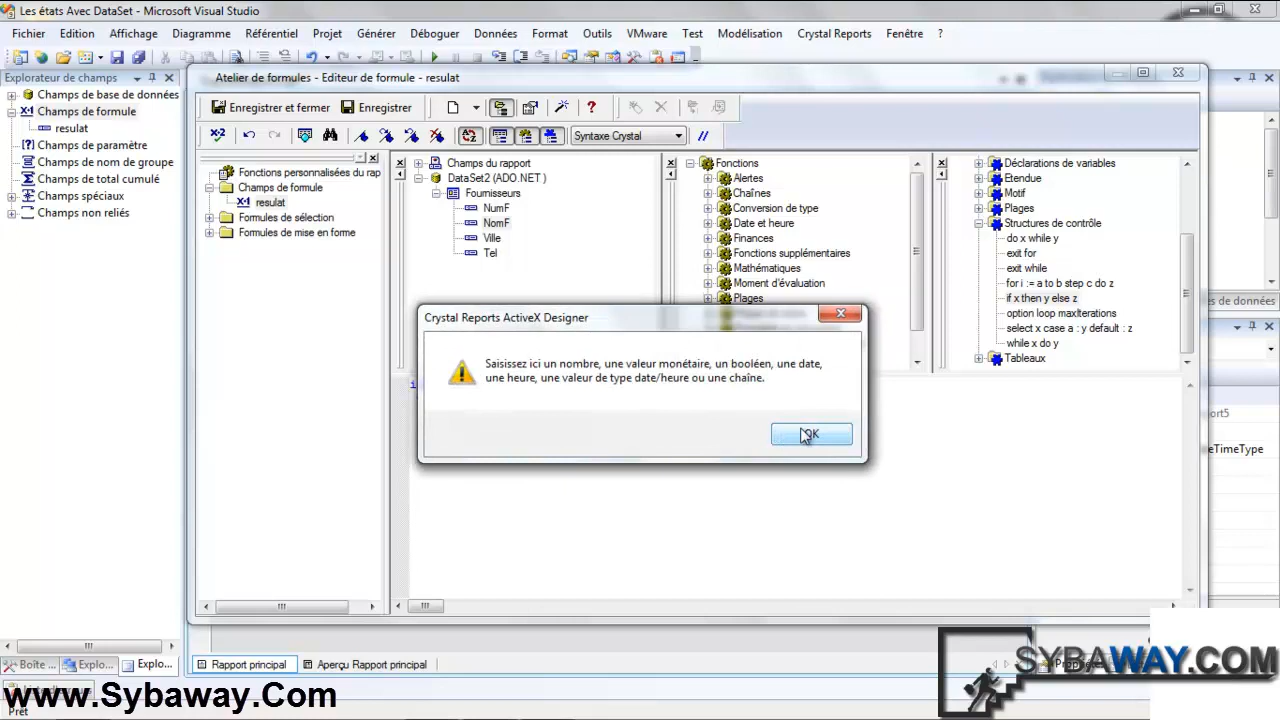 Les états Avec DataSet - Microsoft Visual Studio
Fichier Edition Affichage Diagramme Référentiel Projet Générer Déboguer Données Format Outils VMware Test Modélisation Crystal Reports Fenêtre ?
Explorateur de champs
Champs de base de données
Champs de formule
resulat
Champs de paramètre
Champs de nom de groupe
Champs de total cumulé
Champs spéciaux
Champs non reliés
Atelier de formules - Editeur de formule - resulat
Enregistrer et fermer Enregistrer
Syntaxe Crystal
Fonctions personnalisées du rap
Champs de formule
resulat
Formules de sélection
Formules de mise en forme
Champs du rapport
DataSet2 (ADO.NET )
Fournisseurs
NumF
NomF
Ville
Tel
Fonctions
Alertes
Chaînes
Conversion de type
Date et heure
Finances
Fonctions supplémentaires
Mathématiques
Moment d'évaluation
Plages
Déclarations de variables
Etendue
Motif
Plages
Structures de contrôle
do x while y
exit for
exit while
for i := a to b step c do z
if x then y else z
option loop maxIterations
select x case a : y default : z
while x do y
Tableaux
Crystal Reports ActiveX Designer
Saisissez ici un nombre, une valeur monétaire, un booléen, une date,
une heure, une valeur de type date/heure ou une chaîne.
OK
es de données
ort5
eTimeType
Boîte ... Explo... Explo...
Rapport principal Aperçu Rapport principal
SYBAWAY.COM
www.Sybaway.Com
Prêt